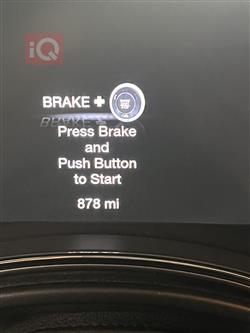 iQ
BRAKE +
Press Brake
and
Push Button
to Start
878 mi